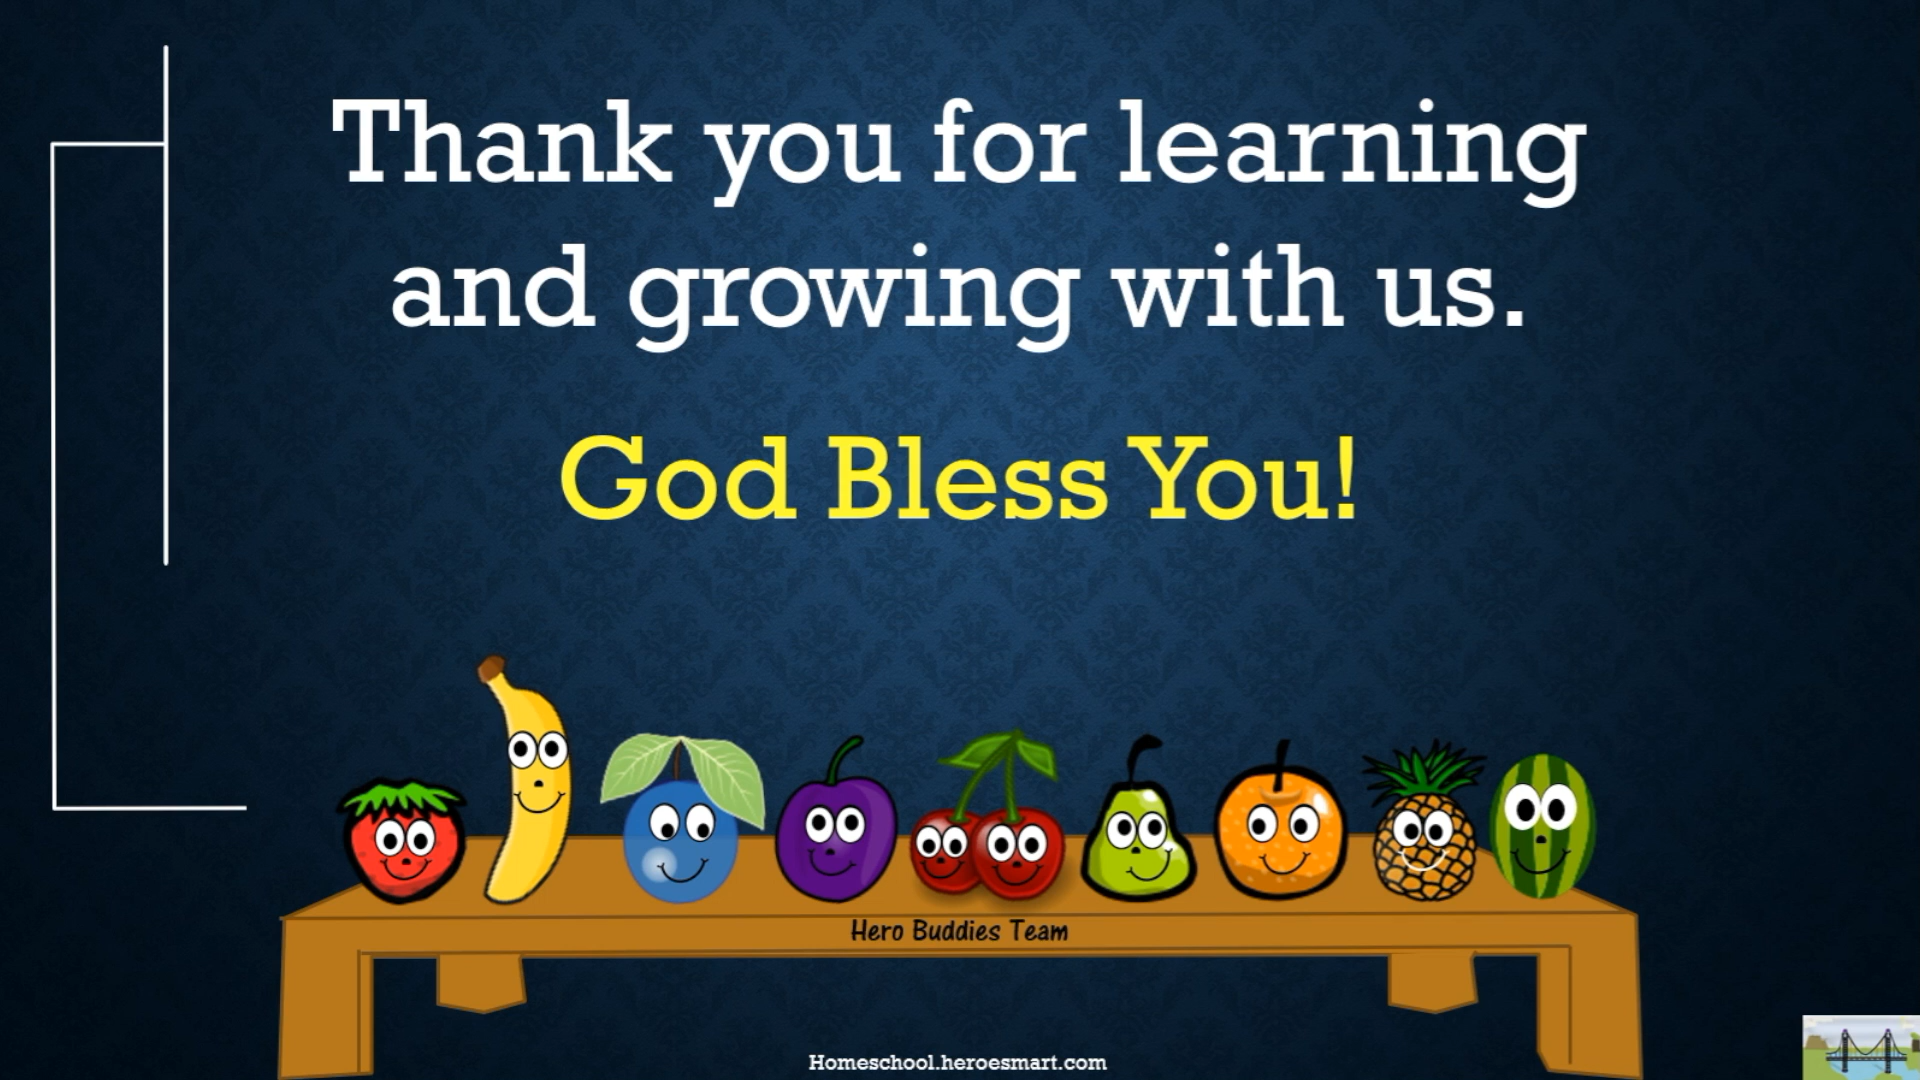 Thank you for learning
and growing with us.
God Bless You!
Hero Buddies Team
Homeschool.heroesmart.com